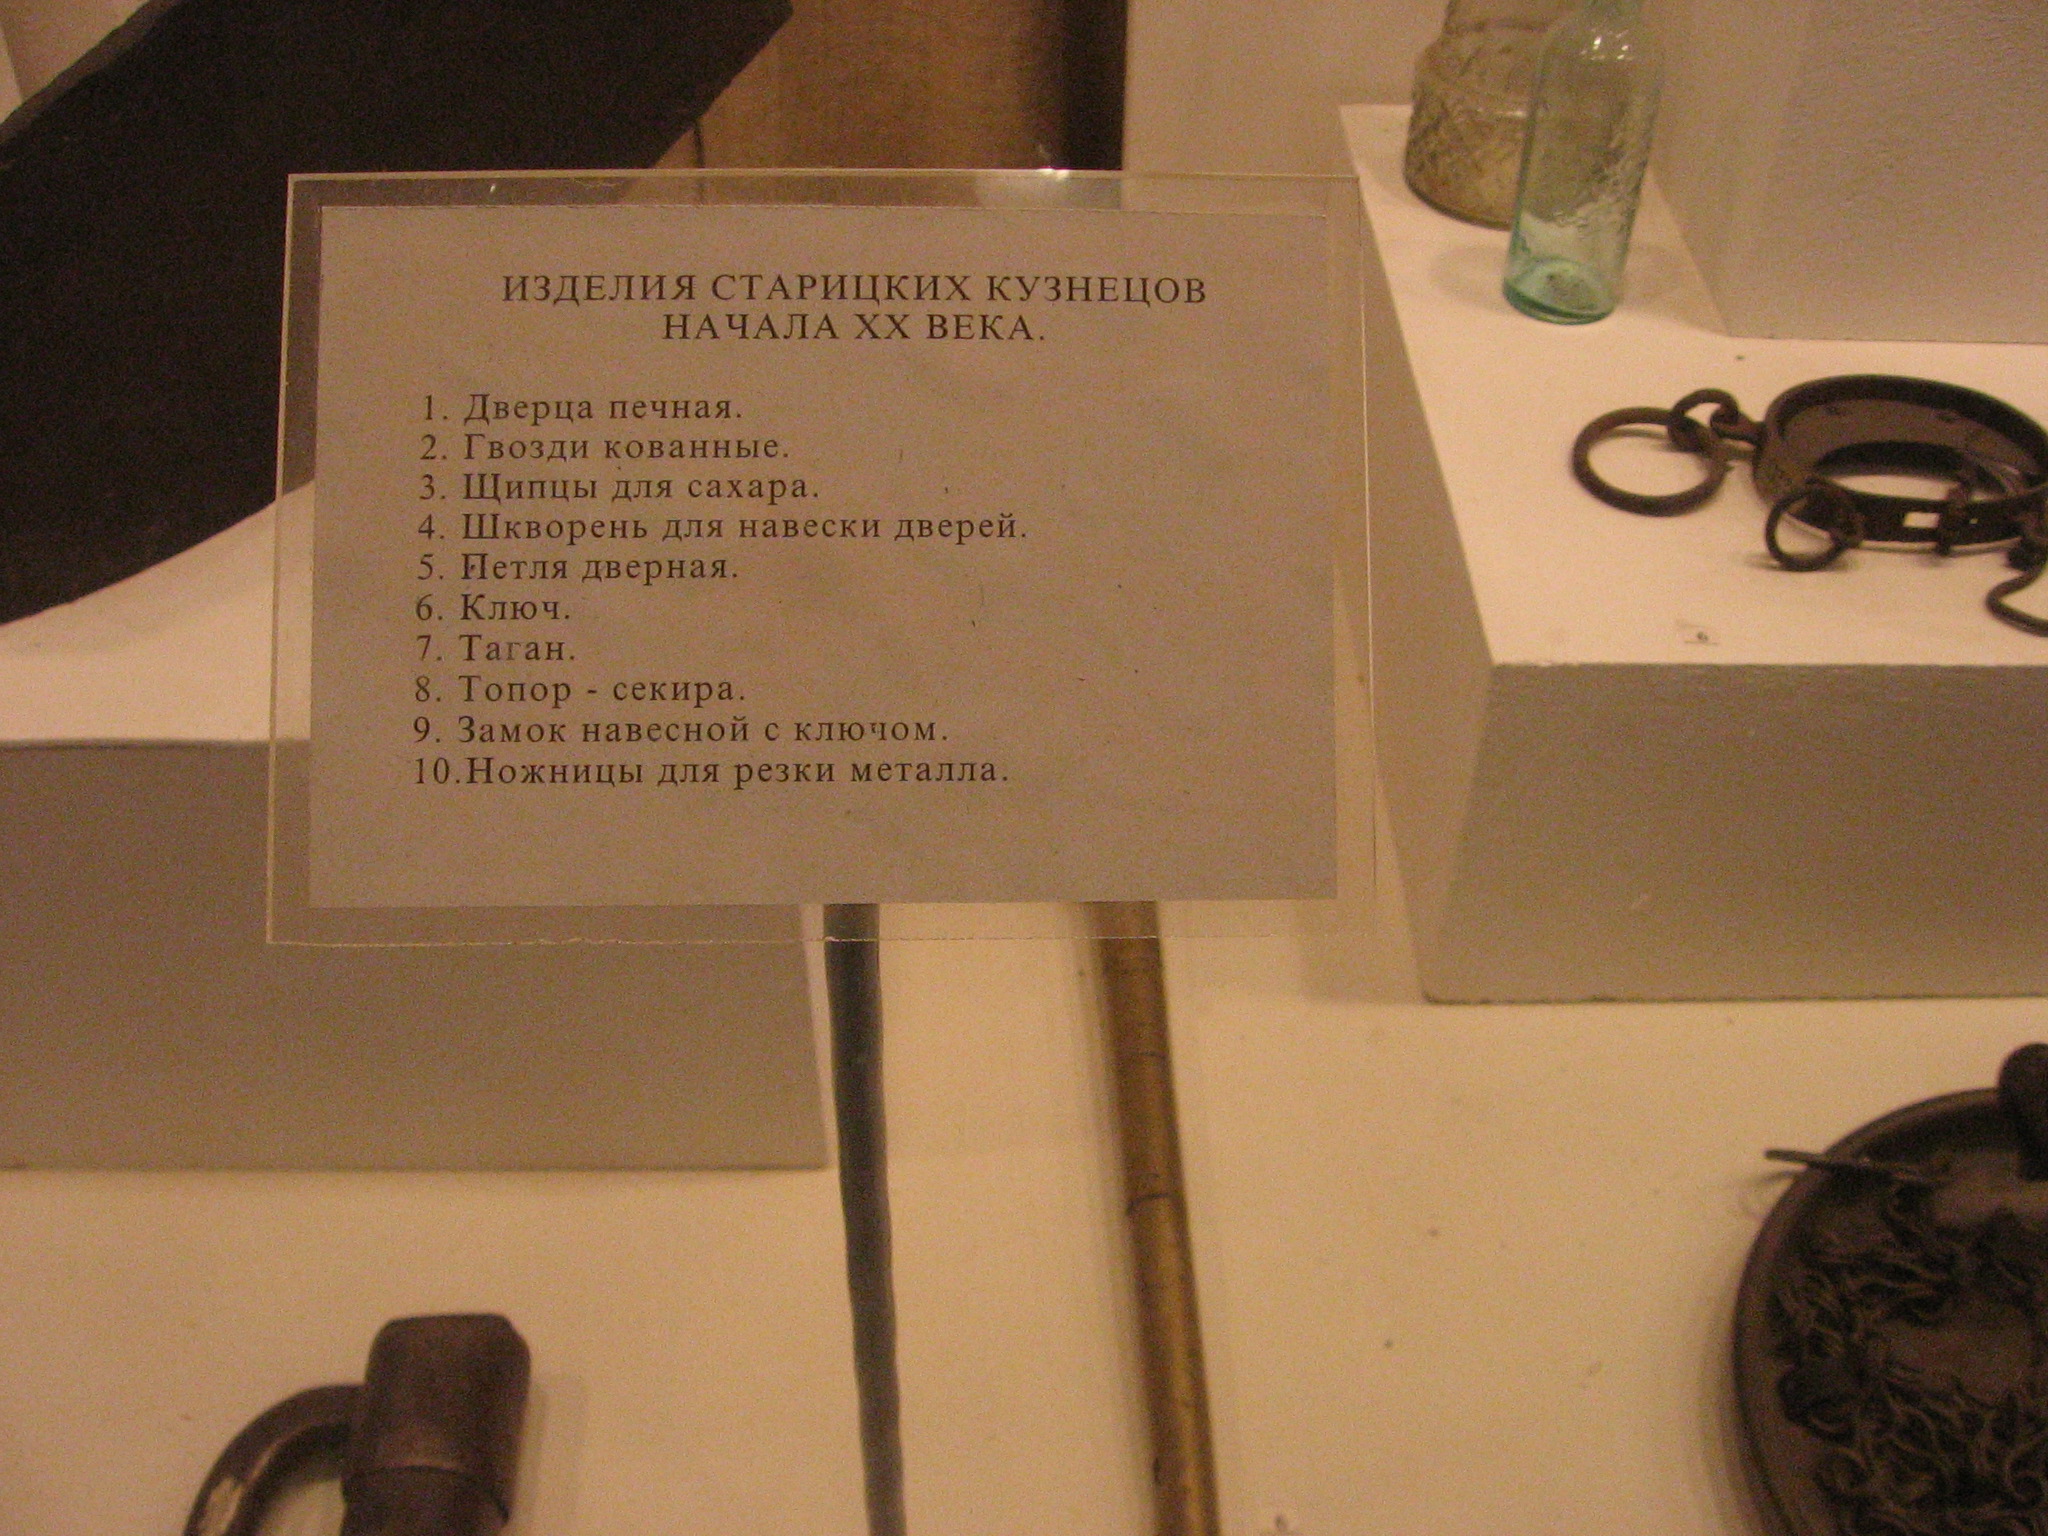 ИЗДЕЛИЯ СТАРИЦКИХ КУЗНЕЦОВ
НАЧАЛА XX ВЕКА.
1. Дверца печная.
2. Гвозди кованные.
3. Щипцы для сахара.
4. Шкворень для навески дверей.
5. Петля дверная.
6. Ключ.
7. Таган.
8. Топор - секира.
9. Замок навесной с ключом.
10.Ножницы для резки металла.
6